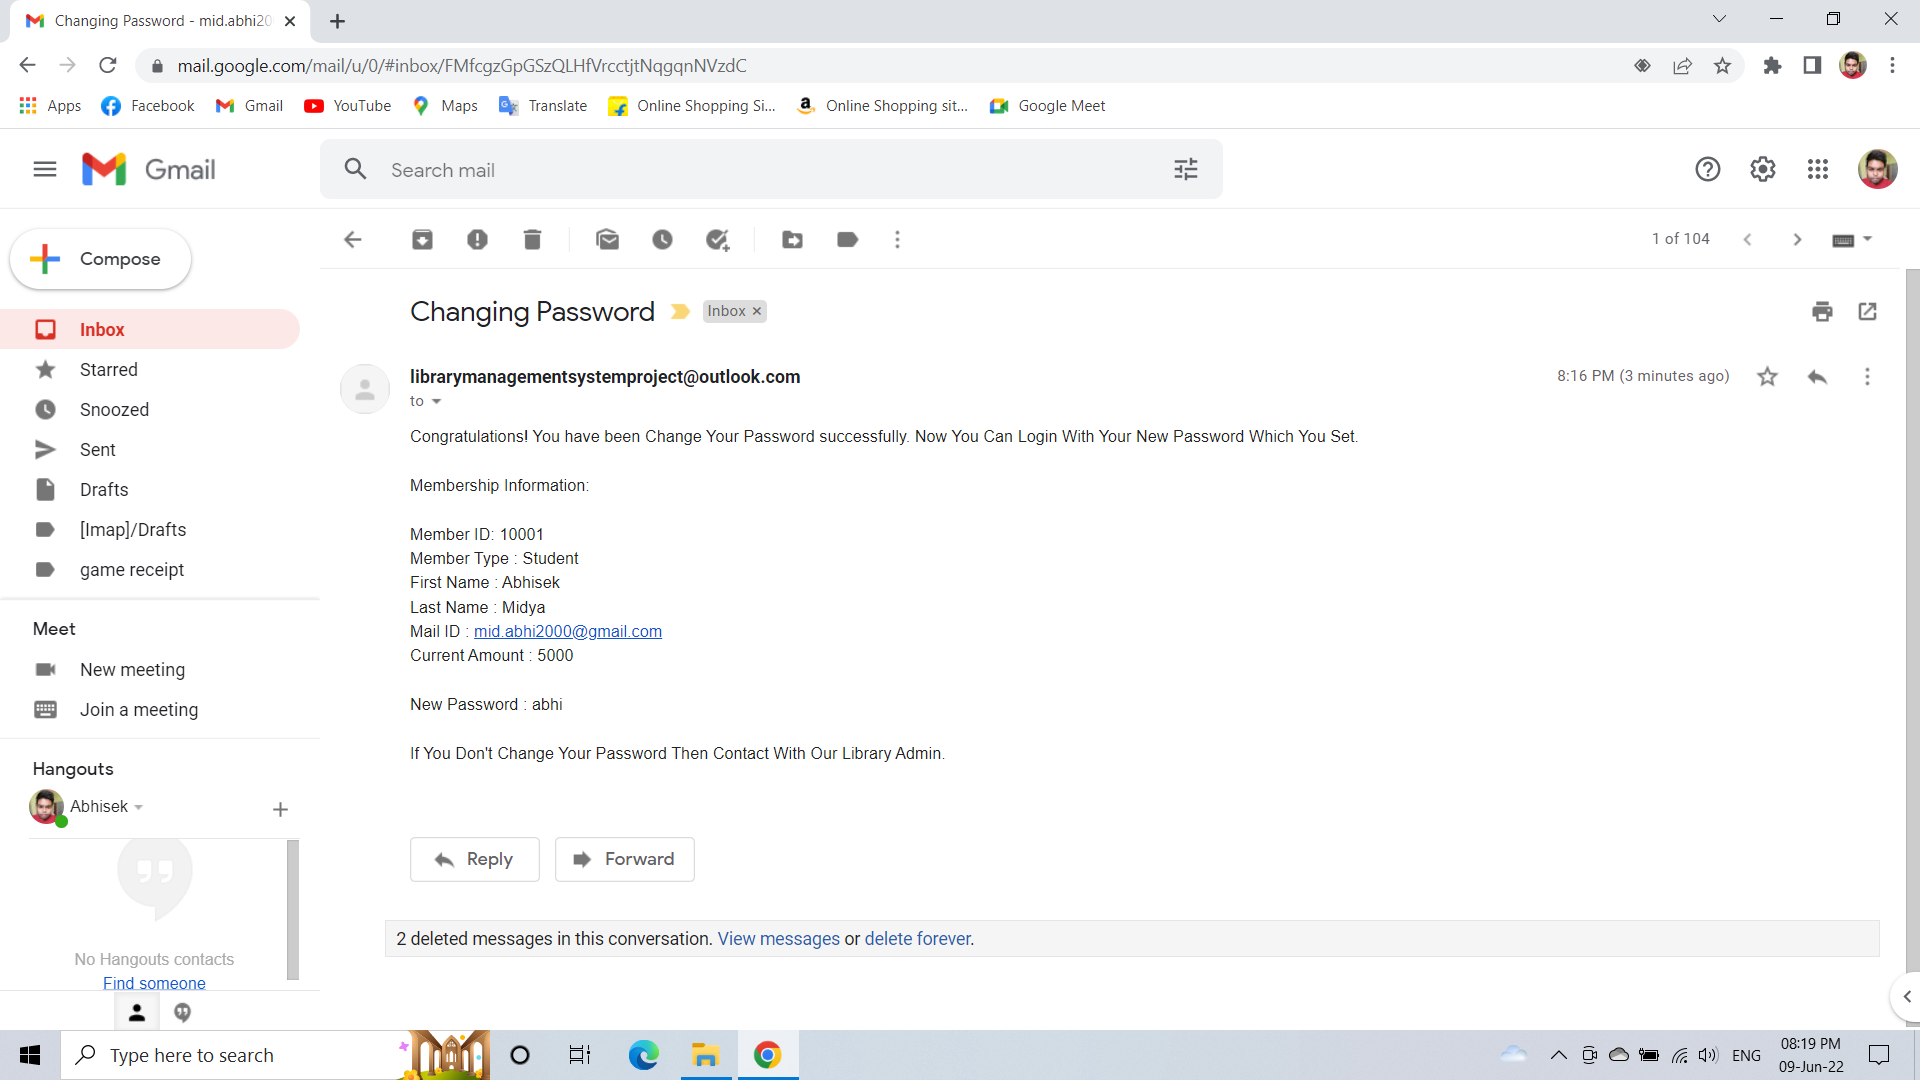 Changing Password - mid.abhi20
mail.google.com/mail/u/0/#inbox/FMfcgzGpGSzQLHfVrcctjtNqgqnNVzdC
Apps Facebook Gmail YouTube Maps Translate Online Shopping Si... Online Shopping sit... Google Meet
Gmail
Search mail
Compose
1 of 104
Inbox
Starred
Snoozed
Sent
Drafts
[Imap]/Drafts
game receipt
Meet
New meeting
Join a meeting
Hangouts
Abhisek
No Hangouts contacts
Find someone
Changing Password Inbox
librarymanagementsystemproject@outlook.com
8:16 PM (3 minutes ago)
to
Congratulations! You have been Change Your Password successfully. Now You Can Login With Your New Password Which You Set.
Membership Information:
Member ID: 10001
Member Type : Student
First Name : Abhisek
Last Name : Midya
Mail ID : mid.abhi2000@gmail.com
Current Amount : 5000
New Password : abhi
If You Don't Change Your Password Then Contact With Our Library Admin.
Reply Forward
2 deleted messages in this conversation. View messages or delete forever.
Type here to search
ENG
08:19 PM
09-Jun-22